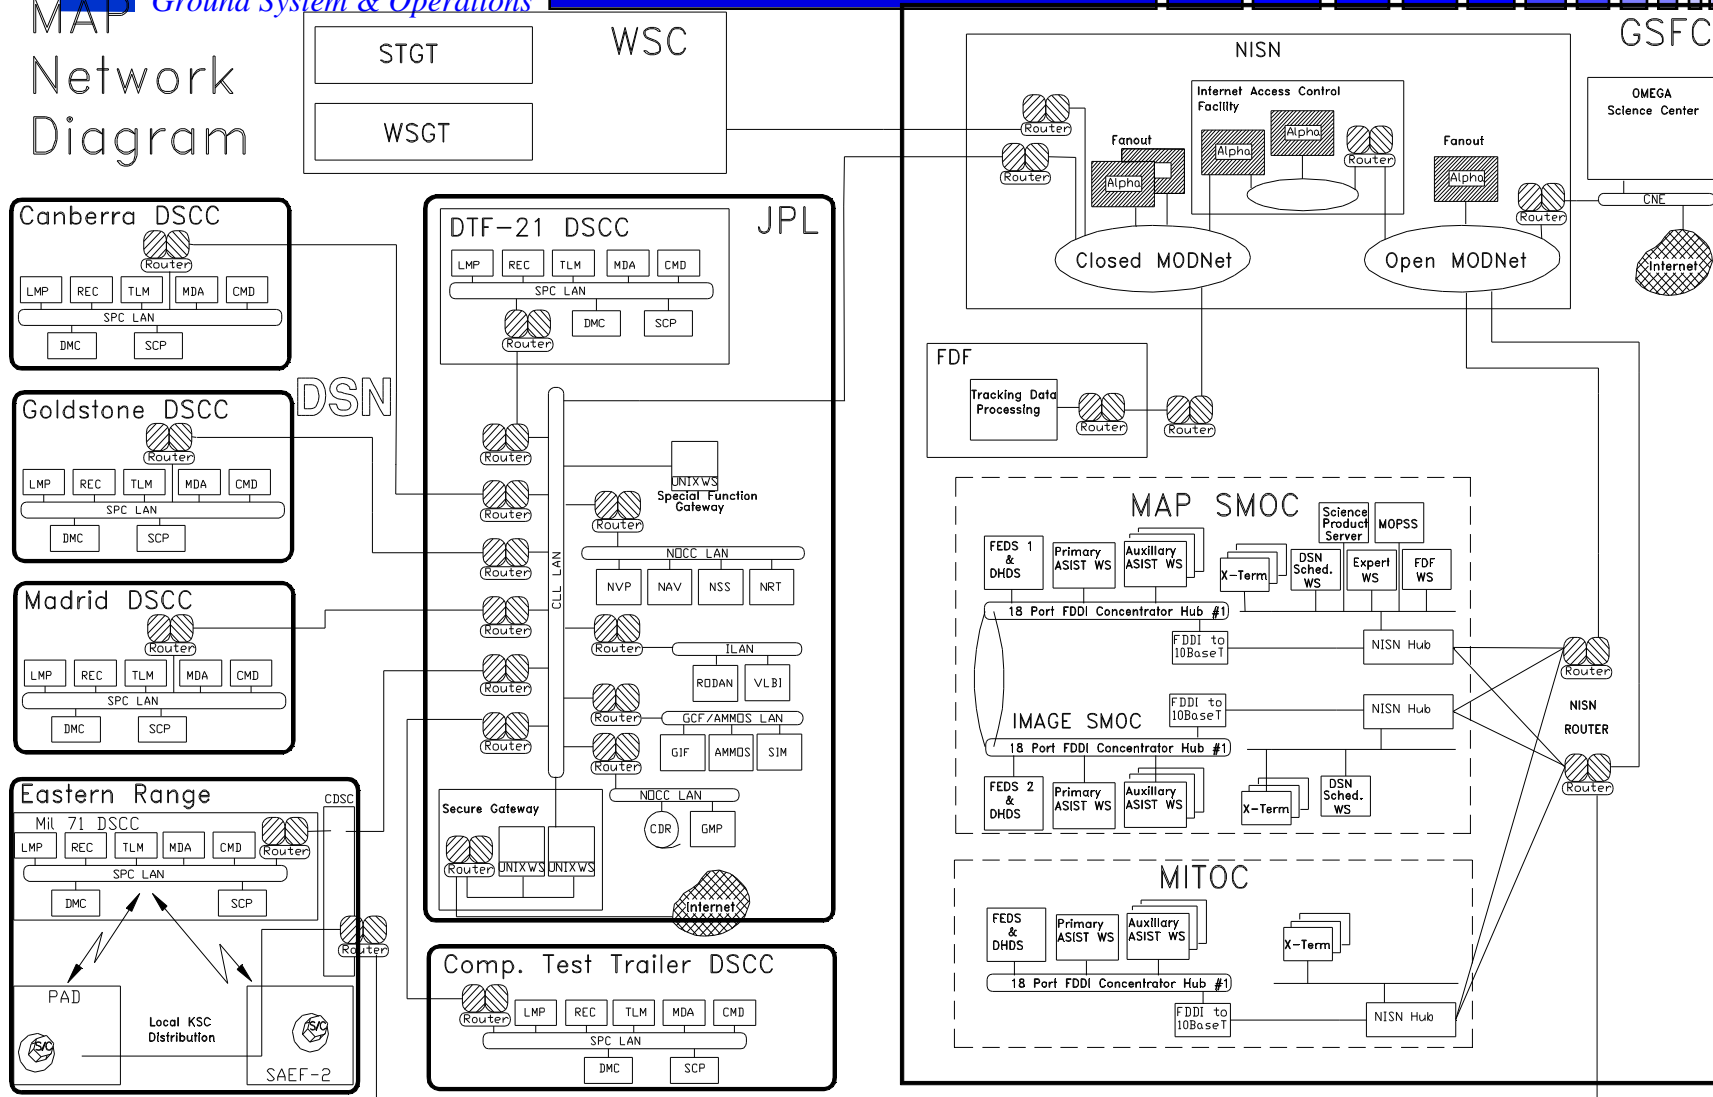 Ground System & Operations
MAP
Network
Diagram
STGT
WSGT
WSC
GSFC
NISN
Router
Router
Fanout
Alpha
Internet Access Control
Facility
Alpha
Alpha
Router
Fanout
Alpha
Router
Closed MODNet
Open MODNet
OMEGA
Science Center
CNE
Internet
Canberra DSCC
Router
LMP
REC
TLM
MDA
CMD
SPC LAN
DMC
SCP
DSN
Goldstone DSCC
Router
LMP
REC
TLM
MDA
CMD
SPC LAN
DMC
SCP
Madrid DSCC
Router
LMP
REC
TLM
MDA
CMD
SPC LAN
DMC
SCP
Eastern Range
CDSC
Mil 71 DSCC
LMP
REC
TLM
MDA
CMD
Router
SPC LAN
DMC
SCP
Router
PAD
S/C
Local KSC
Distribution
S/C
SAEF-2
JPL
DTF-21 DSCC
LMP
REC
TLM
MDA
CMD
SPC LAN
DMC
SCP
Router
Router
Router
Router
Router
Router
Router
CLL LAN
UNIXWS
Special Function
Gateway
Router
NOCC LAN
NVP
NAV
NSS
NRT
Router
ILAN
RODAN
VLBI
Router
GCF/AMMOS LAN
GIF
AMMOS
SIM
Router
NOCC LAN
CDR
GMP
Secure Gateway
Router
UNIXWS
UNIXWS
Internet
Comp. Test Trailer DSCC
Router
LMP
REC
TLM
MDA
CMD
SPC LAN
DMC
SCP
FDF
Tracking Data
Processing
Router
Router
MAP SMOC
FEDS 1
&
DHDS
Primary
ASIST WS
Auxillary
ASIST WS
X-Term
DSN
Sched.
WS
Science
Product
Server
Expert
WS
MOPSS
FDF
WS
18 Port FDDI Concentrator Hub #1
FDDI to
10BaseT
NISN Hub
FDDI to
10BaseT
NISN Hub
IMAGE SMOC
18 Port FDDI Concentrator Hub #1
FEDS 2
&
DHDS
Primary
ASIST WS
Auxillary
ASIST WS
X-Term
DSN
Sched.
WS
Router
NISN
ROUTER
Router
MITOC
FEDS
&
DHDS
Primary
ASIST WS
Auxillary
ASIST WS
X-Term
18 Port FDDI Concentrator Hub #1
FDDI to
10BaseT
NISN Hub